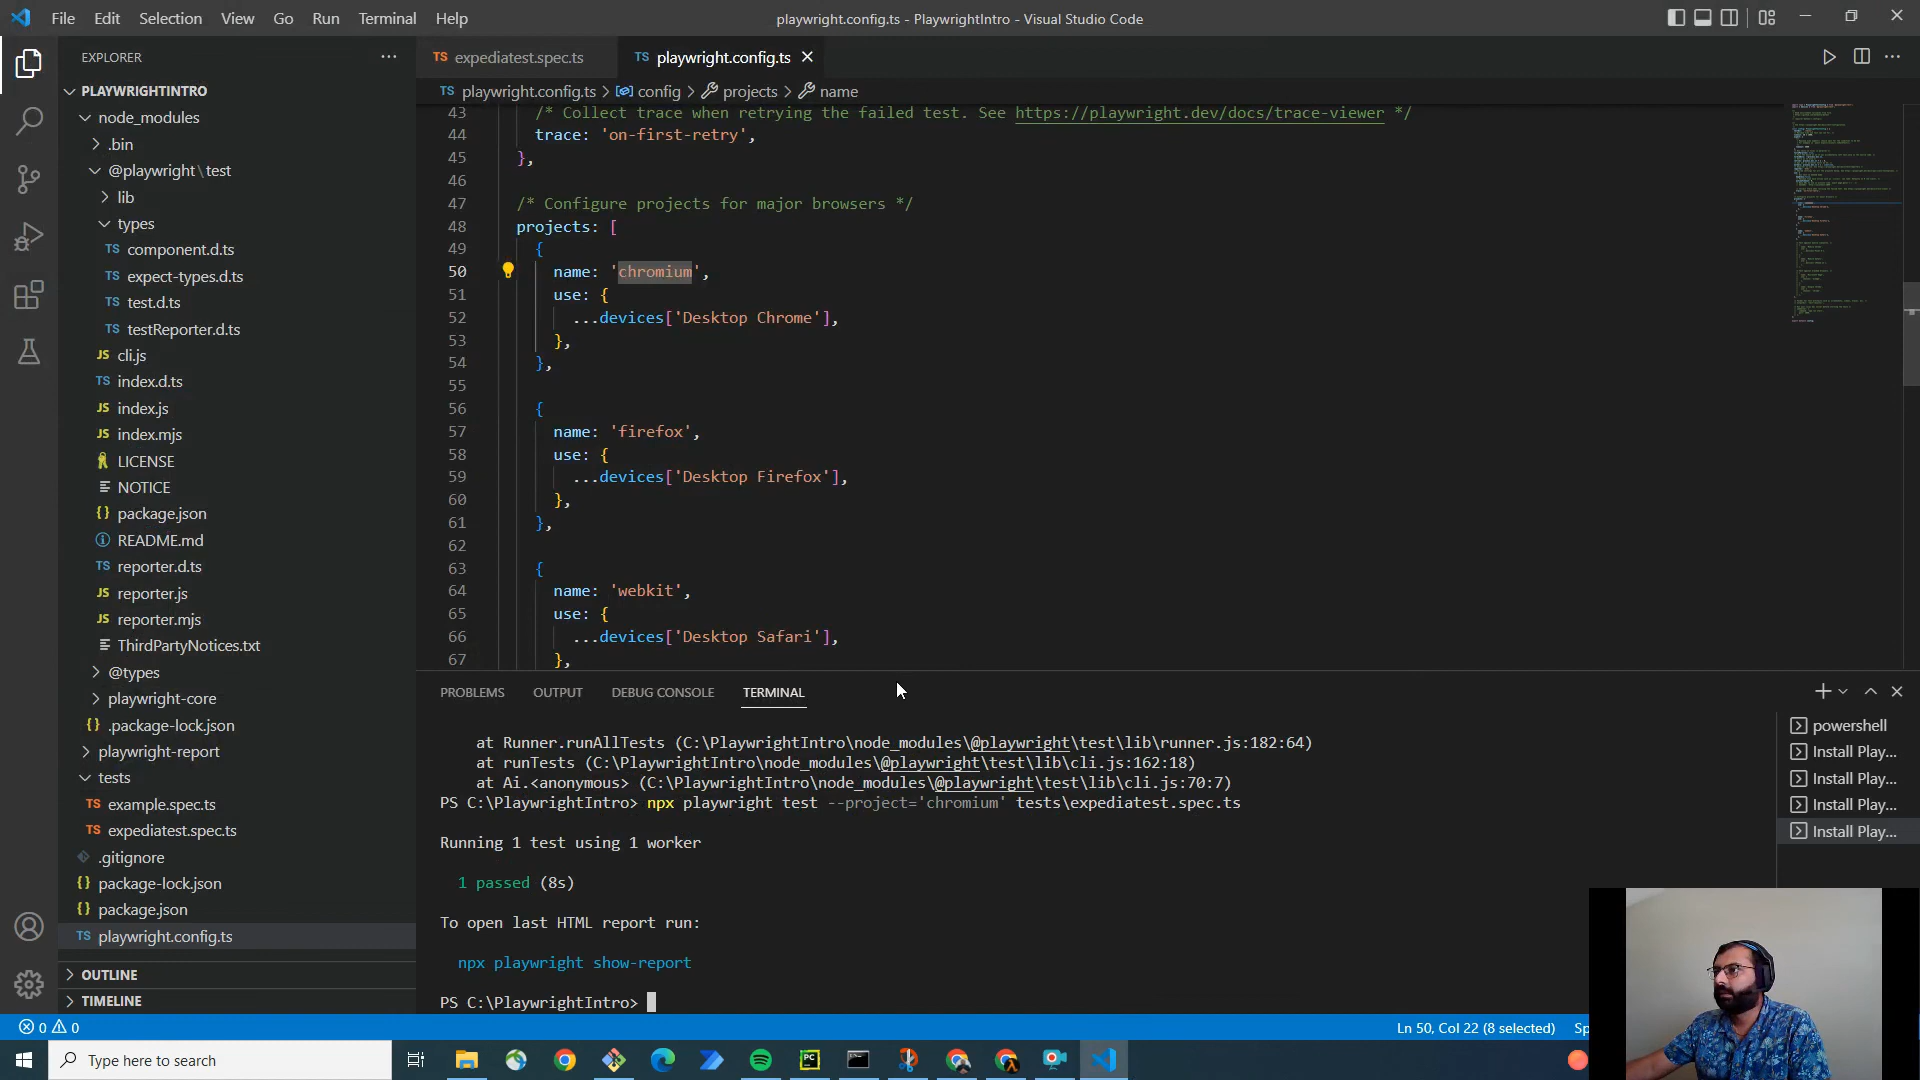 File Edit Selection View Go Run Terminal Help
playwright.config.ts - PlaywrightIntro - Visual Studio Code
EXPLORER
PLAYWRIGHTINTRO
node_modules
.bin
@playwright\test
lib
types
TS component.d.ts
TS expect-types.d.ts
TS test.d.ts
TS testReporter.d.ts
JS cli.js
TS index.d.ts
JS index.js
JS index.mjs
LICENSE
NOTICE
{} package.json
README.md
TS reporter.d.ts
JS reporter.js
JS reporter.mjs
ThirdPartyNotices.txt
@types
playwright-core
{} .package-lock.json
playwright-report
tests
TS example.spec.ts
TS expediatest.spec.ts
.gitignore
{} package-lock.json
{} package.json
TS playwright.config.ts
OUTLINE
TIMELINE
TS expediatest.spec.ts
TS playwright.config.ts
TS playwright.config.ts > config > projects > name
43 /* Collect trace when retrying the failed test. See https://playwright.dev/docs/trace-viewer */
44 trace: 'on-first-retry',
45 },
46
47 /* Configure projects for major browsers */
48 projects: [
49 {
50 name: 'chromium',
51 use: {
52 ...devices['Desktop Chrome'],
53 },
54 },
55
56 {
57 name: 'firefox',
58 use: {
59 ...devices['Desktop Firefox'],
60 },
61 },
62
63 {
64 name: 'webkit',
65 use: {
66 ...devices['Desktop Safari'],
67 },
PROBLEMS OUTPUT DEBUG CONSOLE TERMINAL
at Runner.runAllTests (C:\PlaywrightIntro\node_modules\@playwright\test\lib\runner.js:182:64)
at runTests (C:\PlaywrightIntro\node_modules\@playwright\test\lib\cli.js:162:18)
at Ai.<anonymous> (C:\PlaywrightIntro\node_modules\@playwright\test\lib\cli.js:70:7)
PS C:\PlaywrightIntro> npx playwright test --project='chromium' tests\expediatest.spec.ts
Running 1 test using 1 worker
1 passed (8s)
To open last HTML report run:
npx playwright show-report
PS C:\PlaywrightIntro>
powershell
Install Play...
Install Play...
Install Play...
Install Play...
0 0
Ln 50, Col 22 (8 selected)
Sp
Type here to search
PC